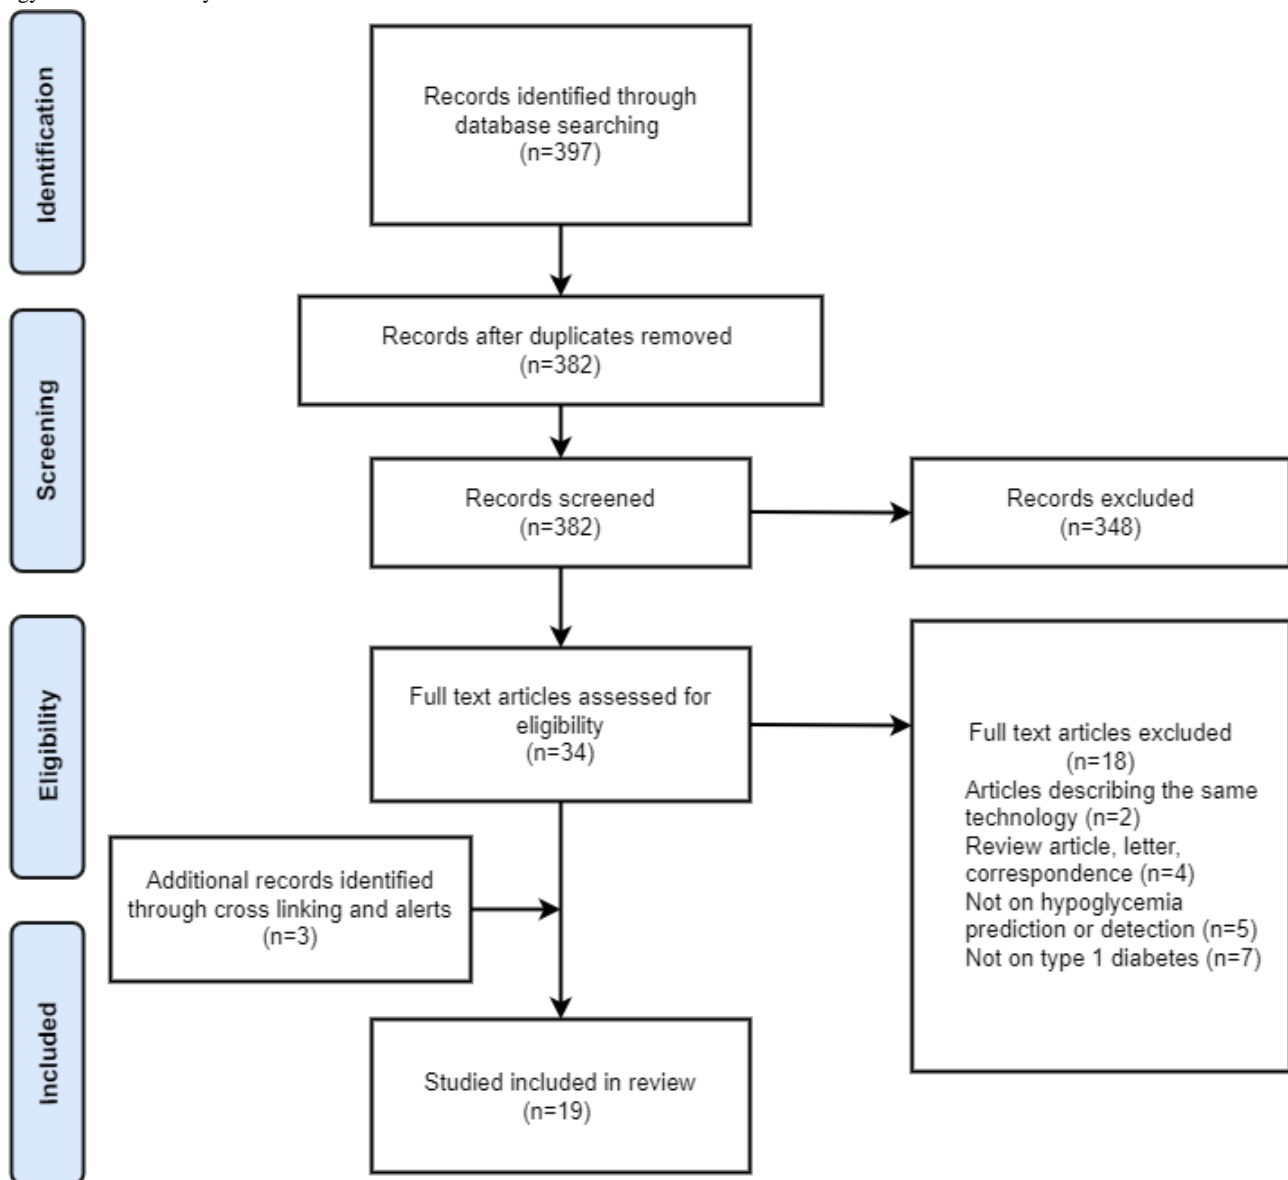 Identification
Records identified through
database searching
(n=397)
Records after duplicates removed
(n=382)
Screening
Records screened
(n=382)
Records excluded
(n=348)
Eligibility
Full text articles assessed for
eligibility
(n=34)
Full text articles excluded
(n=18)
Articles describing the same
technology (n=2)
Review article, letter,
correspondence (n=4)
Not on hypoglycemia
prediction or detection (n=5)
Not on type 1 diabetes (n=7)
Additional records identified
through cross linking and alerts
(n=3)
Included
Studied included in review
(n=19)